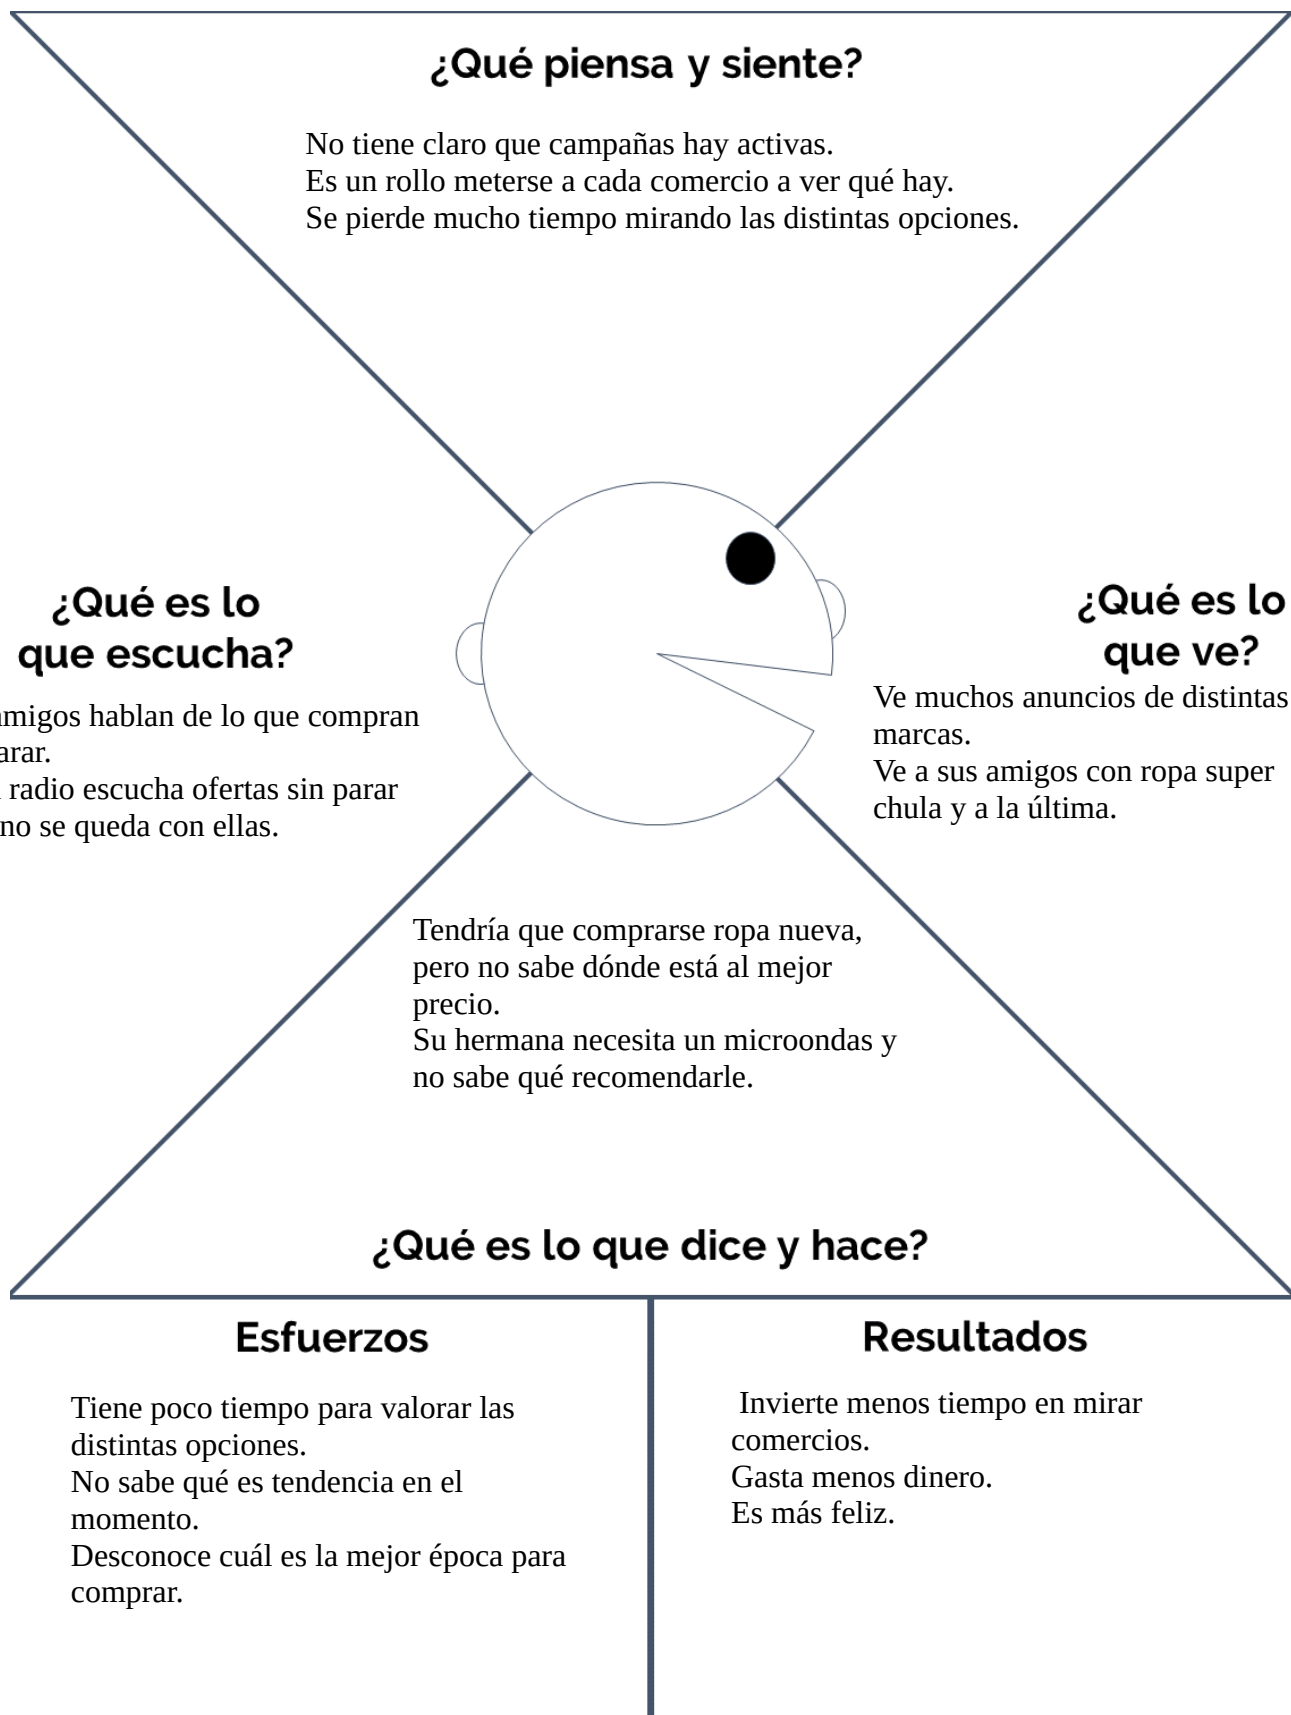 ¿Qué piensa y siente?
No tiene claro que campañas hay activas.
Es un rollo meterse a cada comercio a ver qué hay.
Se pierde mucho tiempo mirando las distintas opciones.
¿Qué es lo
que escucha?
amigos hablan de lo que compran
radio escucha ofertas sin parar
no se queda con ellas.
¿Qué es lo
que ve?
Ve muchos anuncios de distintas
marcas.
Ve a sus amigos con ropa super
chula y a la última.
Tendría que comprarse ropa nueva,
pero no sabe dónde está al mejor
precio.
Su hermana necesita un microondas y
no sabe qué recomendarle.
¿Qué es lo que dice y hace?
Esfuerzos
Tiene poco tiempo para valorar las
distintas opciones.
No sabe qué es tendencia en el
momento.
Desconoce cuál es la mejor época para
comprar.
Resultados
Invierte menos tiempo en mirar
comercios.
Gasta menos dinero.
Es más feliz.